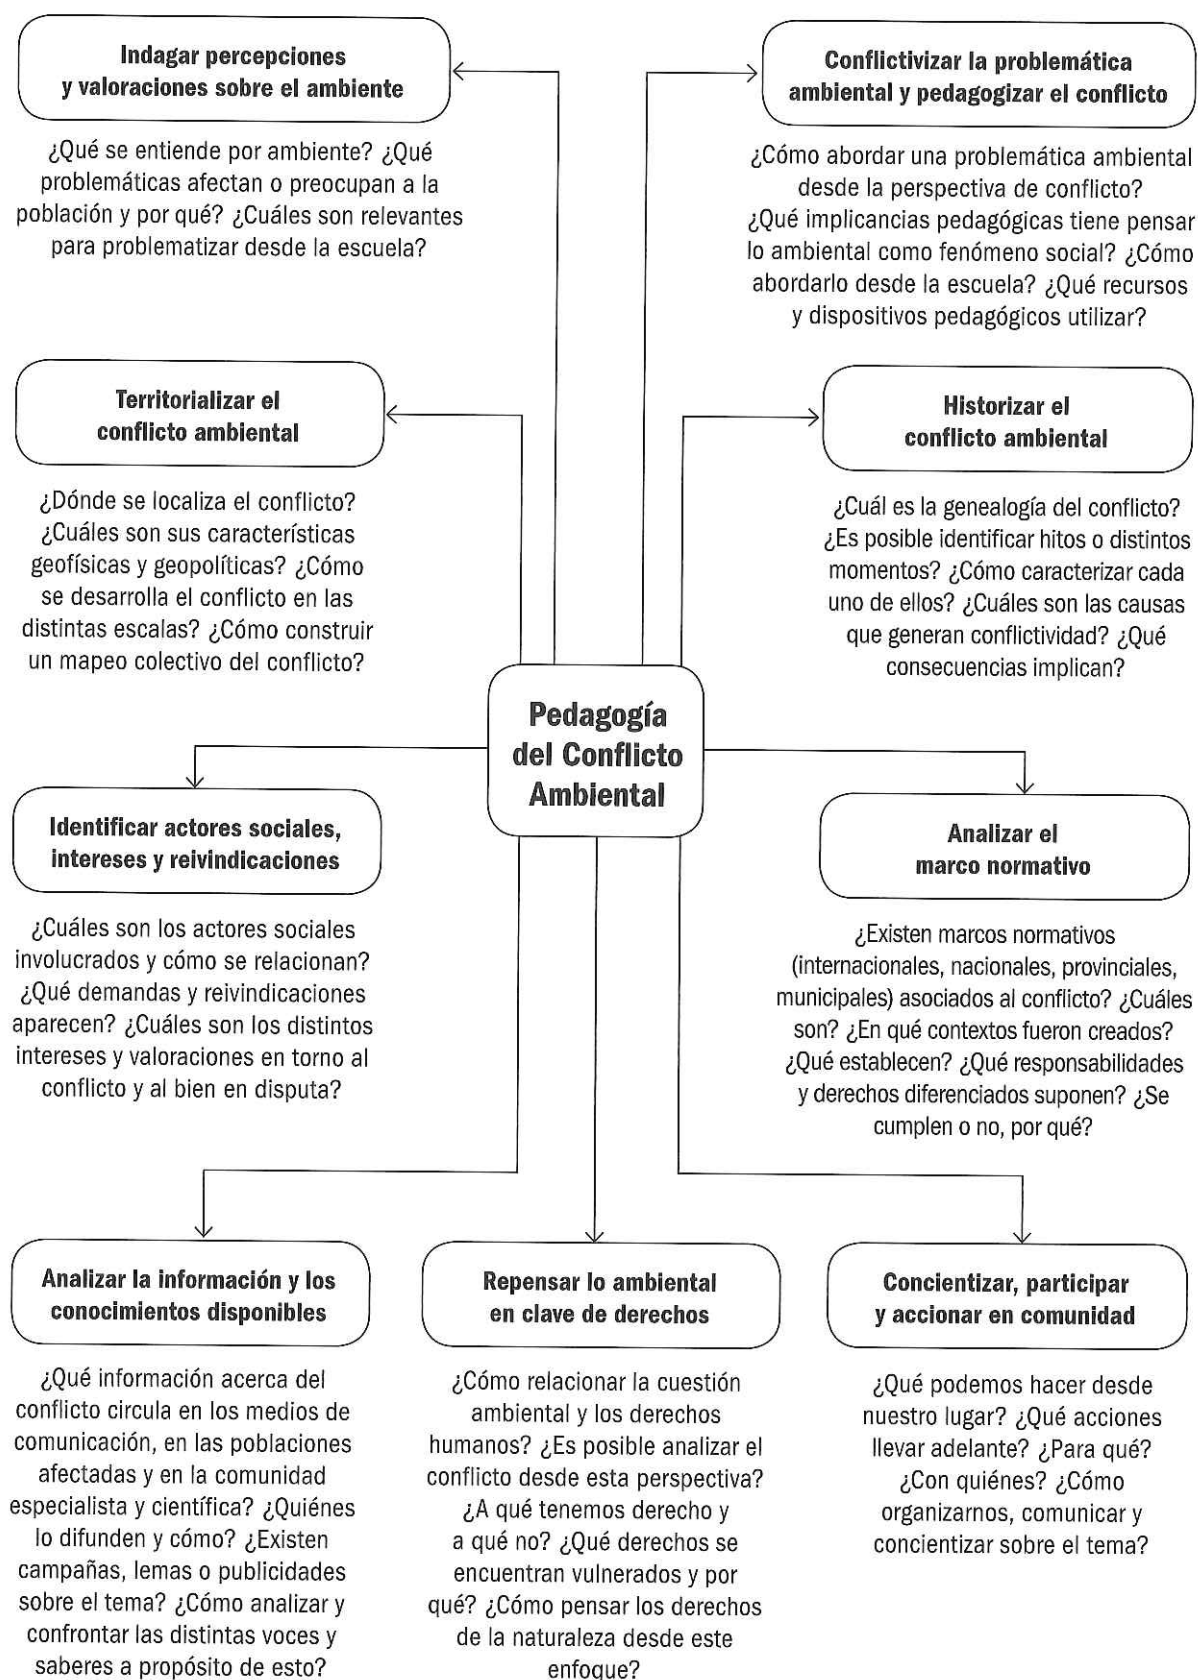 Indagar percepciones
y valoraciones sobre el ambiente
¿Qué se entiende por ambiente? ¿Qué
problemáticas afectan o preocupan a la
población y por qué? ¿Cuáles son relevantes
para problematizar desde la escuela?
Conflictivizar la problemática
ambiental y pedagogizar el conflicto
¿Cómo abordar una problemática ambiental
desde la perspectiva de conflicto?
¿Qué implicancias pedagógicas tiene pensar
lo ambiental como fenómeno social? ¿Cómo
abordarlo desde la escuela? ¿Qué recursos
y dispositivos pedagógicos utilizar?
Territorializar el
conflicto ambiental
¿Dónde se localiza el conflicto?
¿Cuáles son sus características
geofísicas y geopolíticas? ¿Cómo
se desarrolla el conflicto en las
distintas escalas? ¿Cómo construir
un mapeo colectivo del conflicto?
Historizar el
conflicto ambiental
¿Cuál es la genealogía del conflicto?
¿Es posible identificar hitos o distintos
momentos? ¿Cómo caracterizar cada
uno de ellos? ¿Cuáles son las causas
que generan conflictividad? ¿Qué
consecuencias implican?
Pedagogía
del Conflicto
Ambiental
Identificar actores sociales,
intereses y reivindicaciones
¿Cuáles son los actores sociales
involucrados y cómo se relacionan?
¿Qué demandas y reivindicaciones
aparecen? ¿Cuáles son los distintos
intereses y valoraciones en torno al
conflicto y al bien en disputa?
Analizar el
marco normativo
¿Existen marcos normativos
(internacionales, nacionales, provinciales,
municipales) asociados al conflicto? ¿Cuáles
son? ¿En qué contextos fueron creados?
¿Qué establecen? ¿Qué responsabilidades
y derechos diferenciados suponen? ¿Se
cumplen o no, por qué?
Analizar la información y los
conocimientos disponibles
¿Qué información acerca del
conflicto circula en los medios de
comunicación, en las poblaciones
afectadas y en la comunidad
especialista y científica? ¿Quiénes
lo difunden y cómo? ¿Existen
campañas, lemas o publicidades
sobre el tema? ¿Cómo analizar y
confrontar las distintas voces y
saberes a propósito de esto?
Repensar lo ambiental
en clave de derechos
¿Cómo relacionar la cuestión
ambiental y los derechos
humanos? ¿Es posible analizar el
conflicto desde esta perspectiva?
¿A qué tenemos derecho y
a qué no? ¿Qué derechos se
encuentran vulnerados y por
qué? ¿Cómo pensar los derechos
de la naturaleza desde este
enfoque?
Concientizar, participar
y accionar en comunidad
¿Qué podemos hacer desde
nuestro lugar? ¿Qué acciones
llevar adelante? ¿Para qué?
¿Con quiénes? ¿Cómo
organizarnos, comunicar y
concientizar sobre el tema?